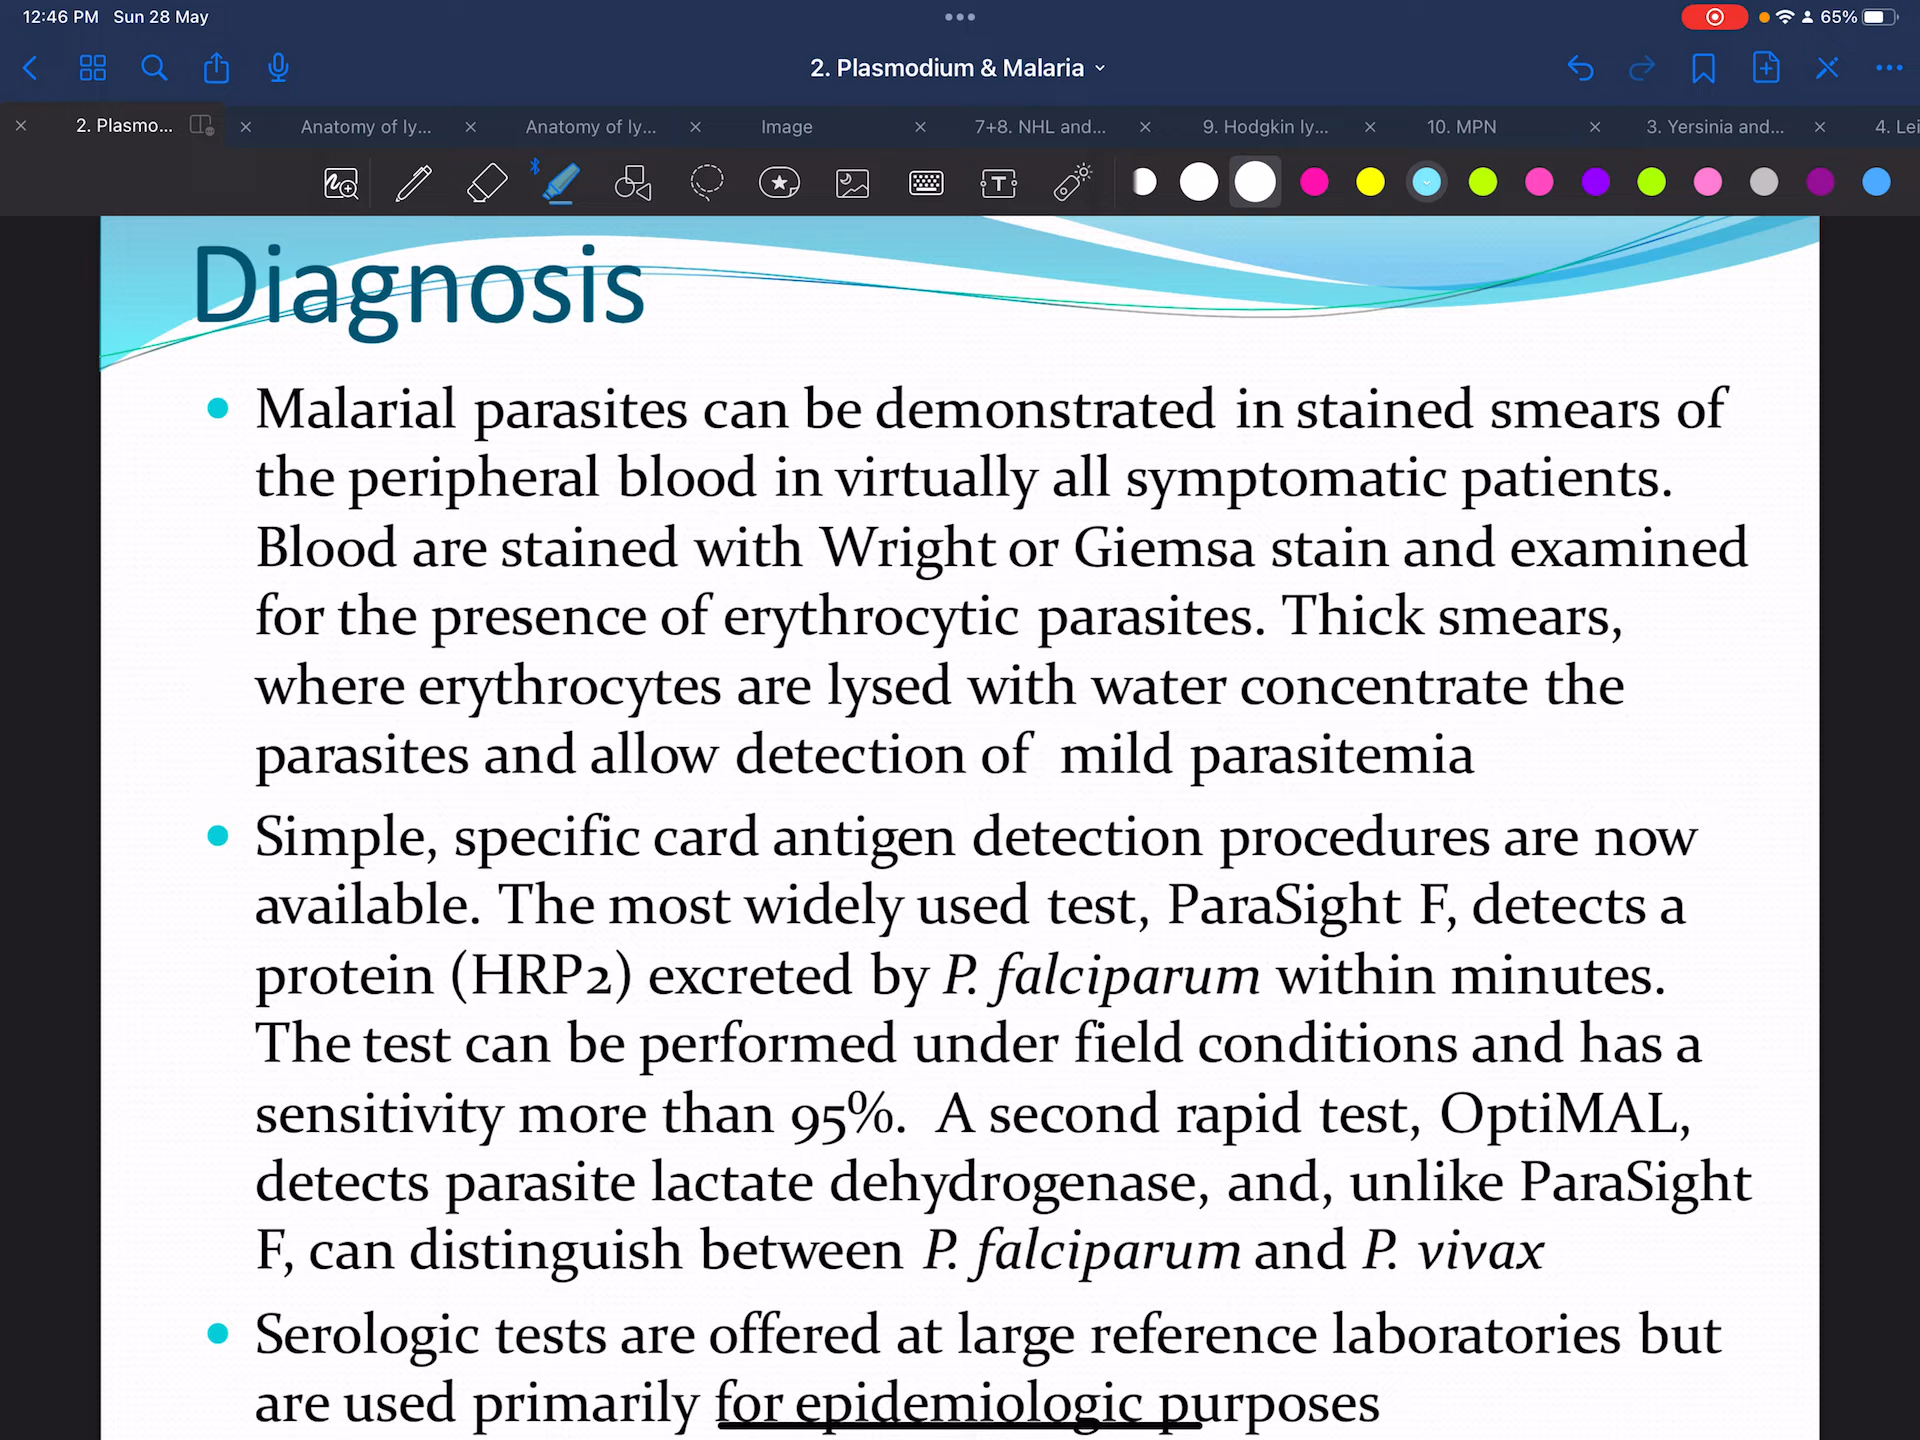 12:46 PM Sun 28 May
65%
2. Plasmodium & Malaria
2. Plasmo...
Anatomy of ly...
Anatomy of ly...
Image
7+8. NHL and...
9. Hodgkin ly...
10. MPN
3. Yersinia and...
4. Lei
Diagnosis
• Malarial parasites can be demonstrated in stained smears of
the peripheral blood in virtually all symptomatic patients.
Blood are stained with Wright or Giemsa stain and examined
for the presence of erythrocytic parasites. Thick smears,
where erythrocytes are lysed with water concentrate the
parasites and allow detection of mild parasitemia
• Simple, specific card antigen detection procedures are now
available. The most widely used test, ParaSight F, detects a
protein (HRP2) excreted by P. falciparum within minutes.
The test can be performed under field conditions and has a
sensitivity more than 95%. A second rapid test, OptiMAL,
detects parasite lactate dehydrogenase, and, unlike ParaSight
F, can distinguish between P. falciparum and P. vivax
• Serologic tests are offered at large reference laboratories but
are used primarily for epidemiologic purposes